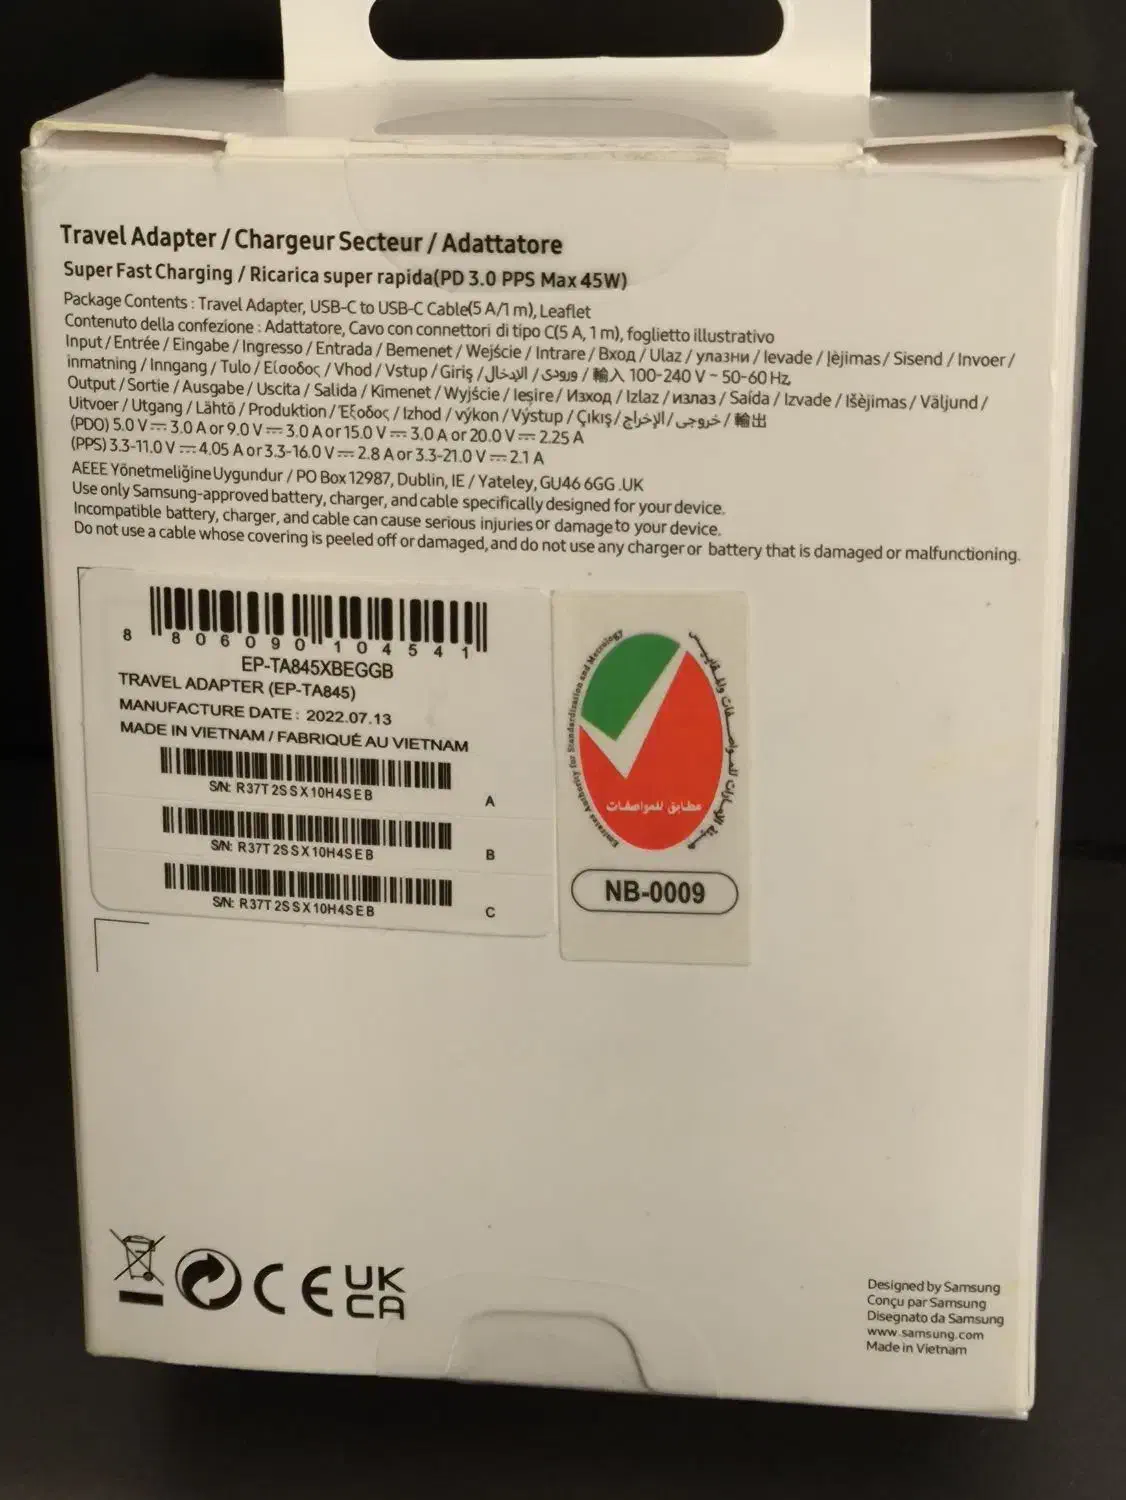 Travel Adapter / Chargeur Secteur / Adattatore
Super Fast Charging / Ricarica super rapida(PD 3.0 PPS Max 45W)
Package Contents : Travel Adapter, USB-C to USB-C Cable(5 A/1 m), Leaflet
Contenuto della confezione : Adattatore, Cavo con connettori di tipo C(5 A, 1 m), foglietto illustrativo
Input / Entrée / Eingabe / Ingresso / Entrada / Bemenet / Wejście / Intrare / Вход / Ulaz / улазни / Ievade / Įėjimas / Sisend / Invoer /
inmatning / Inngang / Tulo / Είσοδος / Vhod / Vstup / Giriş / الإدخال / ورودی / 輸入 100-240 V ~ 50-60 Hz
Output / Sortie / Ausgabe / Uscita / Salida / Kimenet / Wyjście / Ieşire / Изход / Izlaz / излаз / Saída / Izvade / Išėjimas / Väljund /
Uitvoer / Utgang / Lähtö / Produktion / Έξοδος / Izhod / výkon / Výstup / Çıkış / الإخراج / خروجی / 輸出
(PDO) 5.0 V ⎓ 3.0 A or 9.0 V ⎓ 3.0 A or 15.0 V ⎓ 3.0 A or 20.0 V ⎓ 2.25 A
(PPS) 3.3-11.0 V ⎓ 4.05 A or 3.3-16.0 V ⎓ 2.8 A or 3.3-21.0 V ⎓ 2.1 A
AEEE Yönetmeliğine Uygundur / PO Box 12987, Dublin, IE / Yateley, GU46 6GG .UK
Use only Samsung-approved battery, charger, and cable specifically designed for your device.
Incompatible battery, charger, and cable can cause serious injuries or damage to your device.
Do not use a cable whose covering is peeled off or damaged, and do not use any charger or battery that is damaged or malfunctioning.
8 806090 104541
EP-TA845XBEGGB
TRAVEL ADAPTER (EP-TA845)
MANUFACTURE DATE : 2022.07.13
MADE IN VIETNAM / FABRIQUÉ AU VIETNAM
S/N: R37T2SSX10H4SEB
A
S/N: R37T2SSX10H4SEB
B
S/N: R37T2SSX10H4SEB
C
Emirates Authority for Standardization and Metrology
هيئة الإمارات للمواصفات والمقاييس
مطابق للمواصفات
NB-0009
CE
UK
CA
Designed by Samsung
Conçu par Samsung
Disegnato da Samsung
www.samsung.com
Made in Vietnam